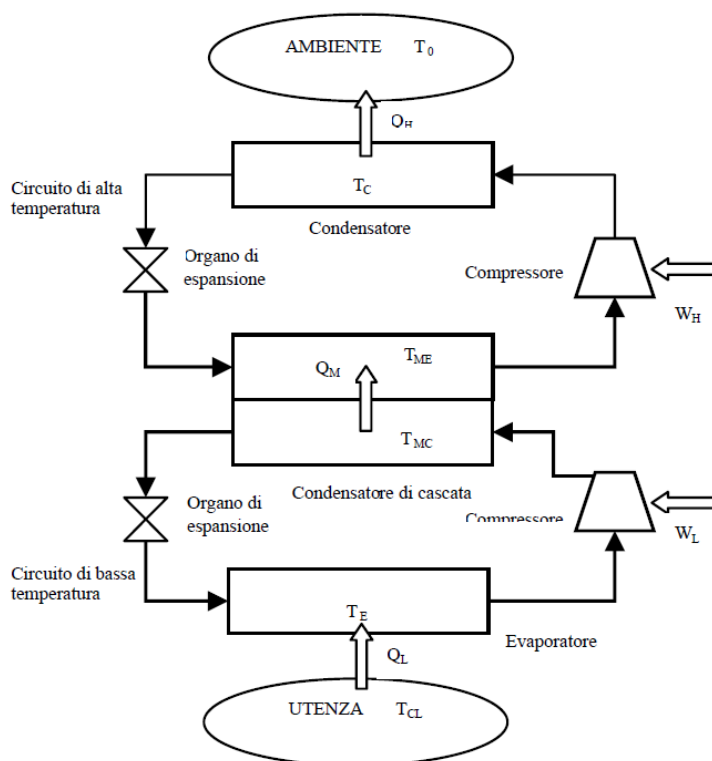 AMBIENTE T0
QH
TC
Circuito di alta
temperatura
Condensatore
Organo di
espansione
Compressore
WH
TME
QM
TMC
Organo di
espansione
Condensatore di cascata
Compressore
WL
Circuito di bassa
temperatura
TE
Evaporatore
QL
UTENZA TCL